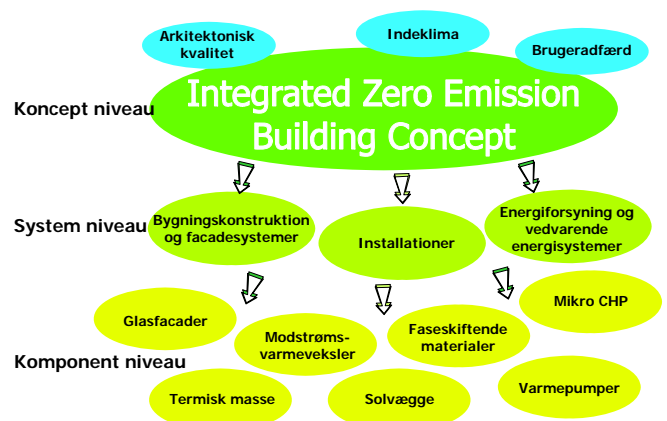 Arkitektonisk
kvalitet
Indeklima
Brugeradfærd
Koncept niveau
Integrated Zero Emission
Building Concept
System niveau
Bygningskonstruktion
og facadesystemer
Installationer
Energiforsyning og
vedvarende
energisystemer
Komponent niveau
Glasfacader
Modstrøms-
varmeveksler
Faseskiftende
materialer
Mikro CHP
Termisk masse
Solvægge
Varmepumper